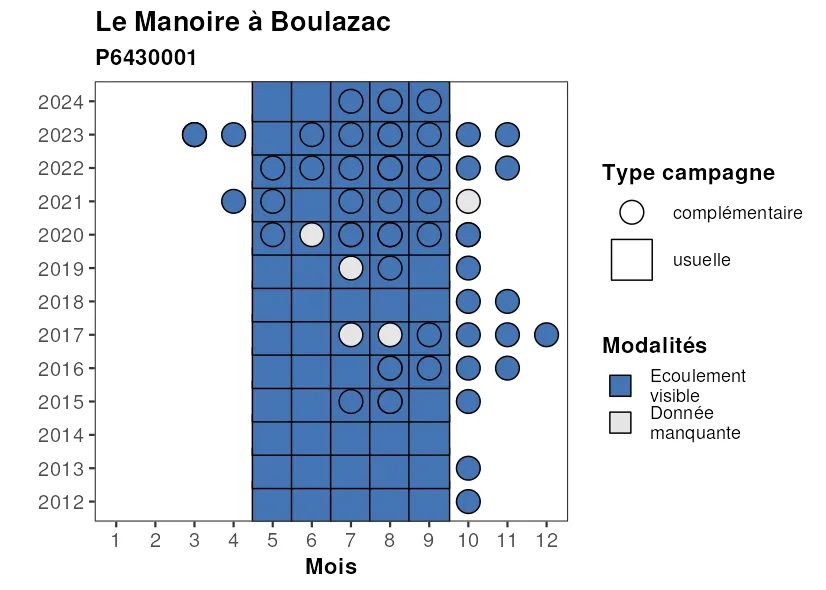 Le Manoire à Boulazac
P6430001
2024
2023
2022
2021
2020
2019
2018
2017
2016
2015
2014
2013
2012
1 2 3 4 5 6 7 8 9 10 11 12
Mois
Type campagne
complémentaire
usuelle
Modalités
Ecoulement
visible
Donnée
manquante